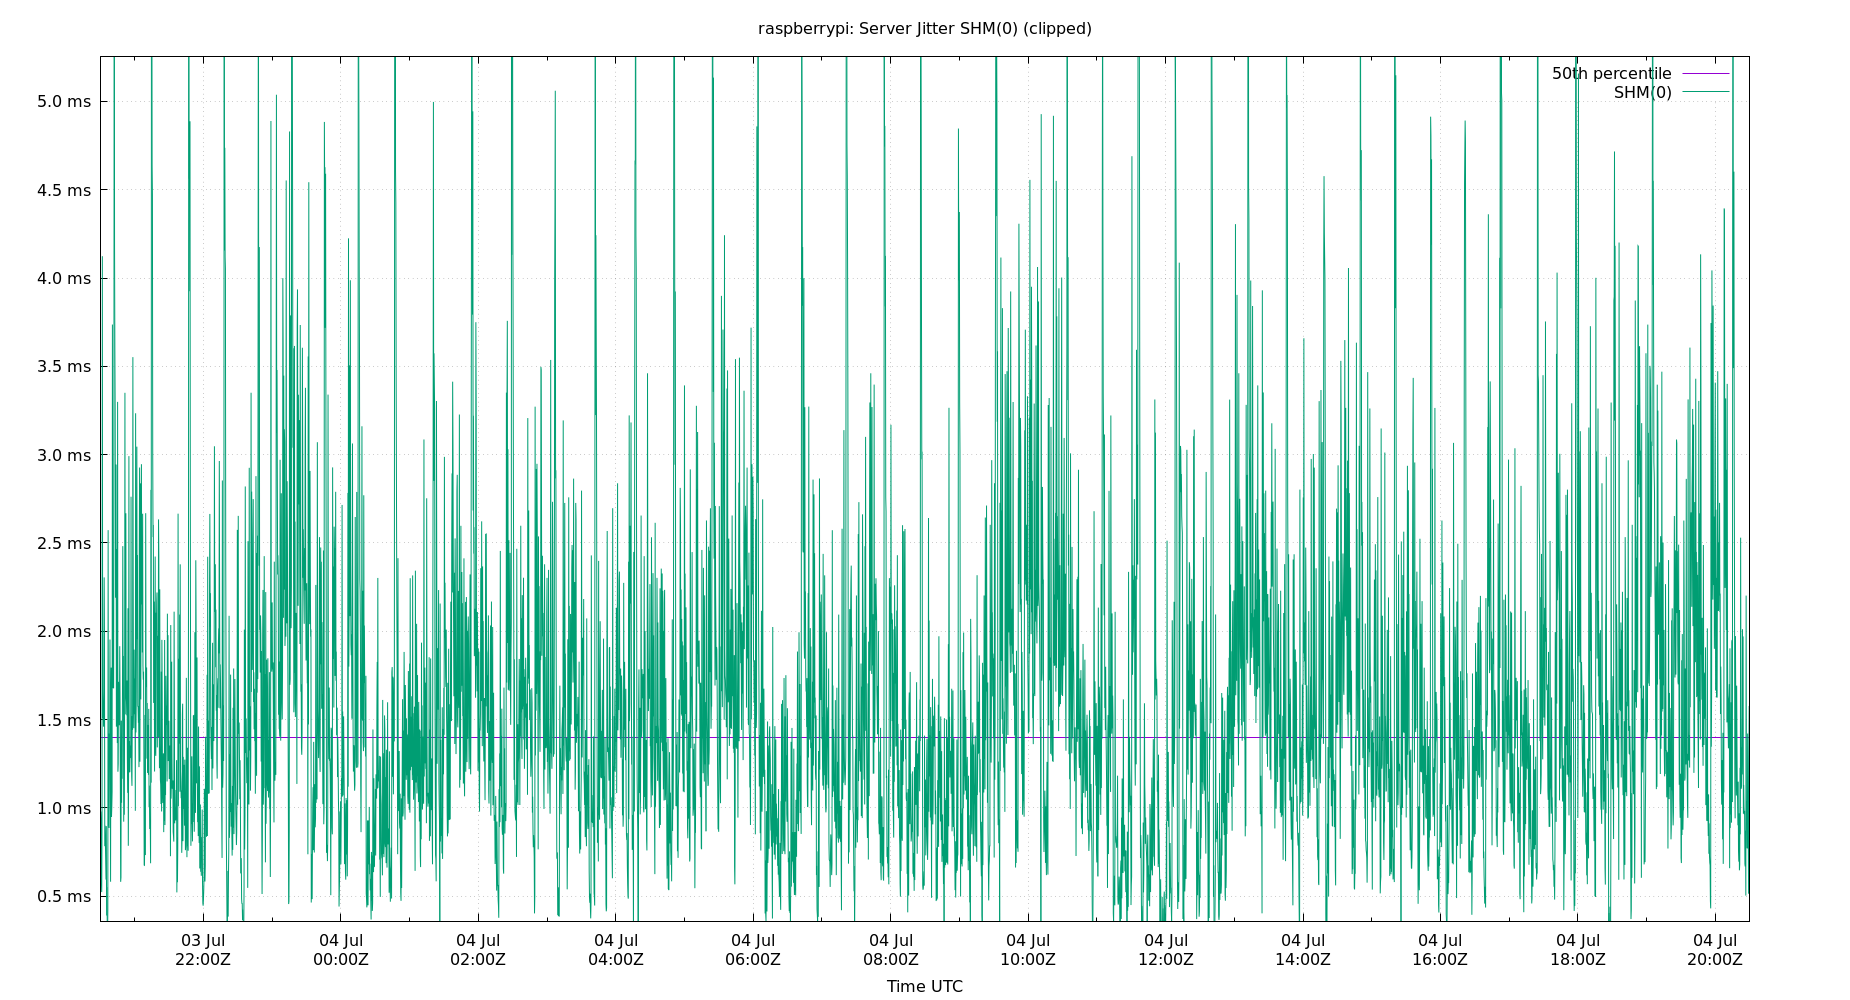 raspberrypi: Server Jitter SHM(0) (clipped)
50th percentile
SHM(0)
5.0 ms
4.5 ms
4.0 ms
3.5 ms
3.0 ms
2.5 ms
2.0 ms
1.5 ms
1.0 ms
0.5 ms
03 Jul 04 Jul 04 Jul 04 Jul 04 Jul 04 Jul 04 Jul 04 Jul 04 Jul 04 Jul 04 Jul 04 Jul
22:00Z 00:00Z 02:00Z 04:00Z 06:00Z 08:00Z 10:00Z 12:00Z 14:00Z 16:00Z 18:00Z 20:00Z
Time UTC